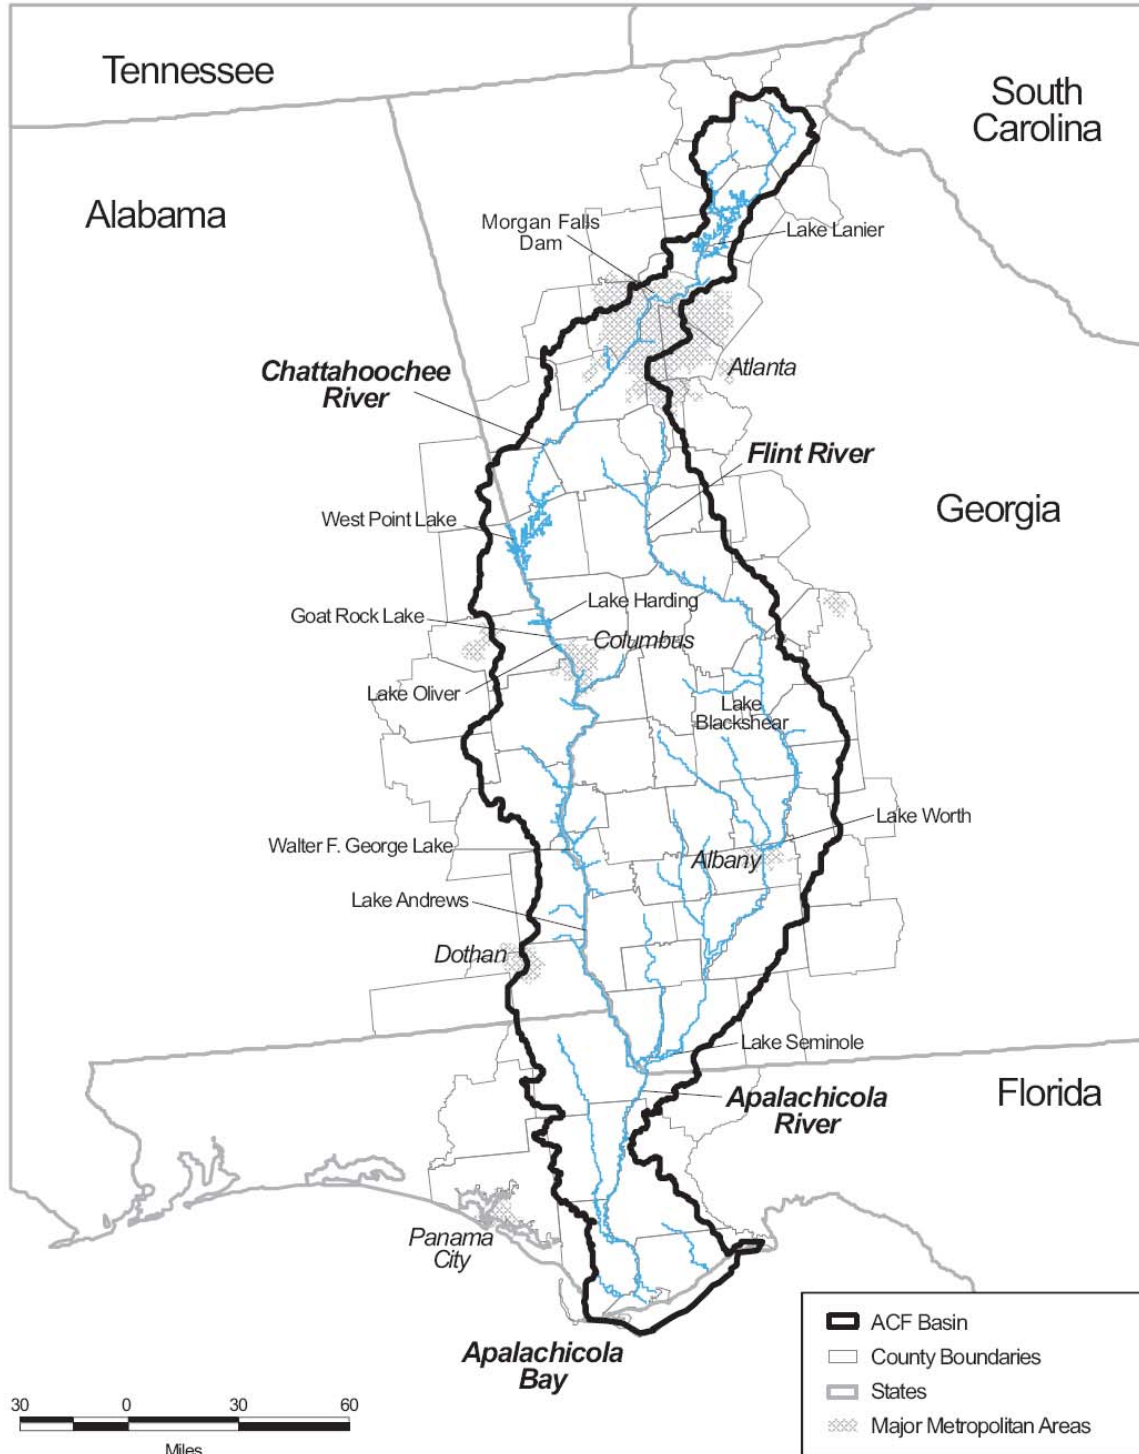 Tennessee
South
Carolina
Alabama
Morgan Falls
Dam
Lake Lanier
Chattahoochee
River
Atlanta
Flint River
West Point Lake
Georgia
Lake Harding
Goat Rock Lake
Columbus
Lake Oliver
Lake
Blackshear
Lake Worth
Walter F. George Lake
Albany
Lake Andrews
Dothan
Lake Seminole
Florida
Apalachicola
River
Panama
City
Apalachicola
Bay
ACF Basin
County Boundaries
States
Major Metropolitan Areas
30 0 30 60
Miles